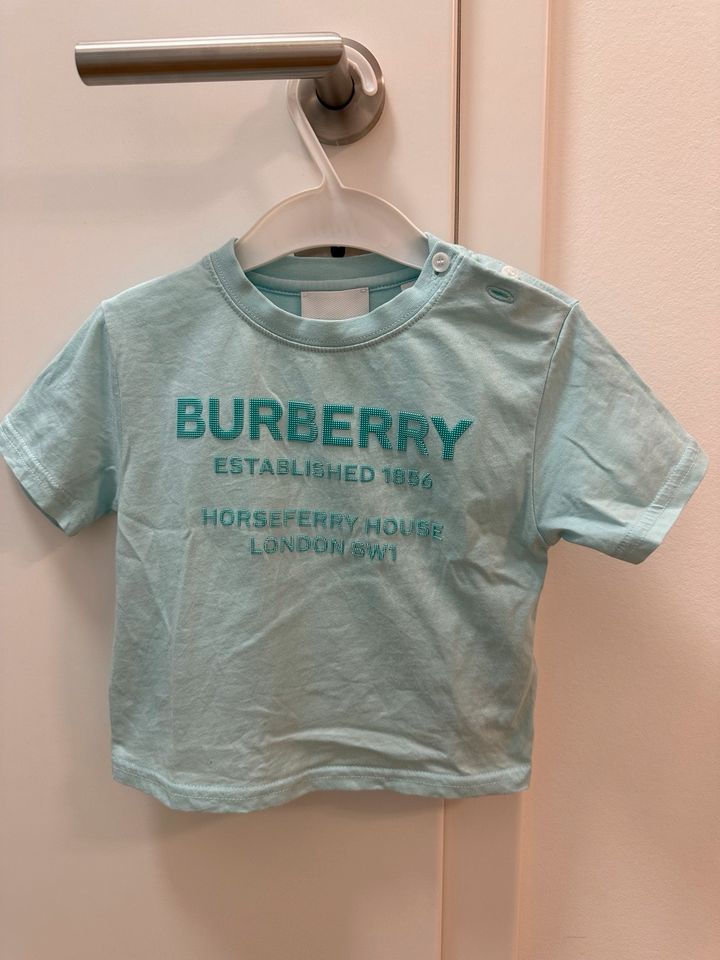 BURBERRY
ESTABLISHED 1856
HORSEFERRY HOUSE
LONDON SW1